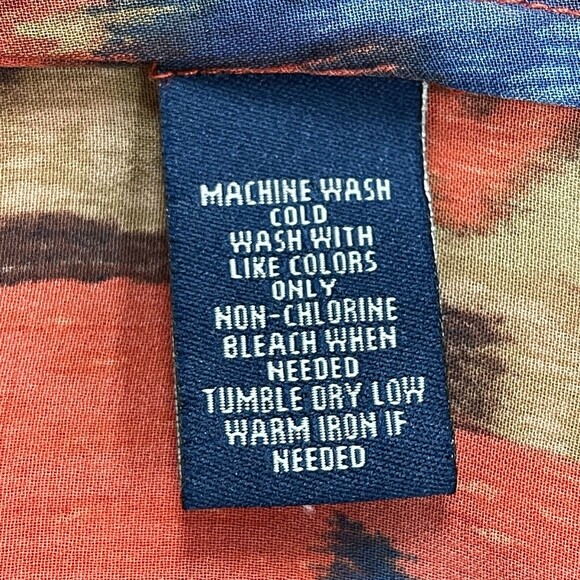 MACHINE WASH
COLD
WASH WITH
LIKE COLORS
ONLY
NON-CHLORINE
BLEACH WHEN
NEEDED
TUMBLE DRY LOW
WARM IRON IF
NEEDED